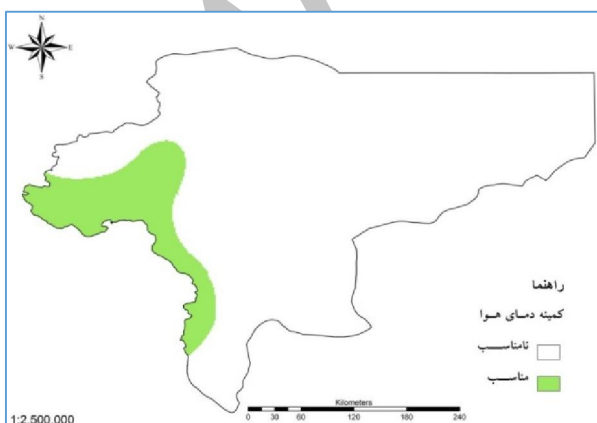 N
W E
S
راهنما
کمینه دمای هوا
نامناسب
مناسب
Kilometers
0 30 60 120 180 240
1:2,500,000